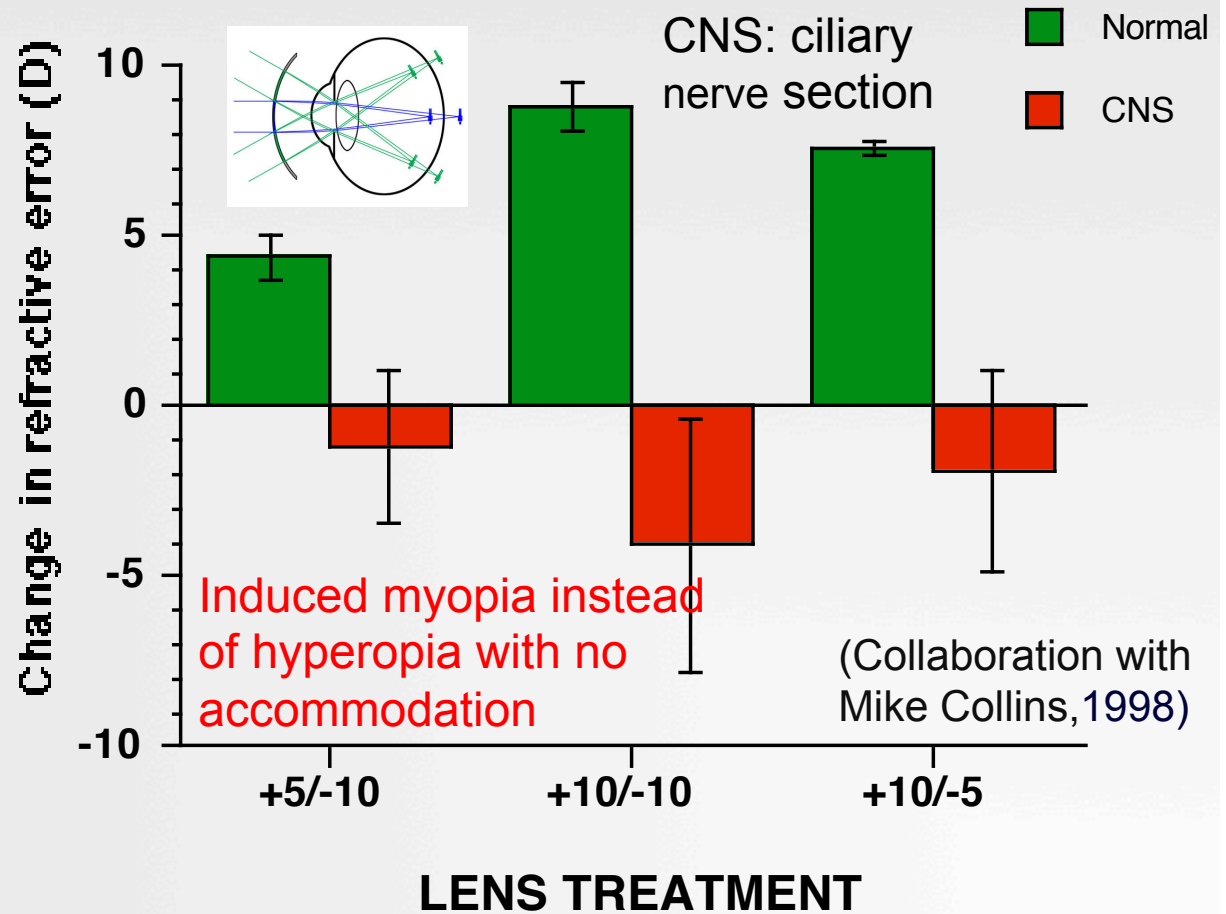 Change in refractive error (D)
10
5
0
-5
-10
CNS: ciliary
nerve section
Normal
CNS
Induced myopia instead
of hyperopia with no
accommodation
(Collaboration with
Mike Collins,1998)
+5/-10
+10/-10
+10/-5
LENS TREATMENT